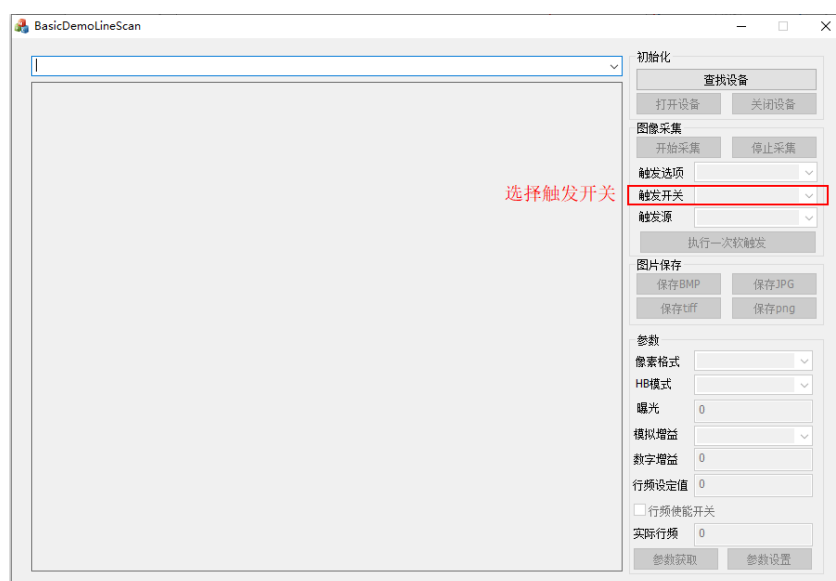 BasicDemoLineScan
初始化
查找设备
打开设备 关闭设备
图像采集
开始采集 停止采集
触发选项
选择触发开关 触发开关
触发源
执行一次软触发
图片保存
保存BMP 保存JPG
保存tiff 保存png
参数
像素格式
HB模式
曝光 0
模拟增益
数字增益 0
行频设定值 0
行频使能开关
实际行频 0
参数获取 参数设置